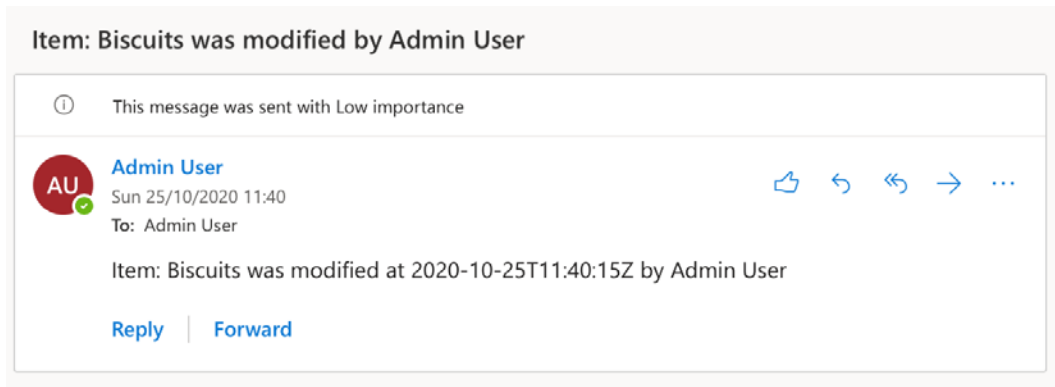 Item: Biscuits was modified by Admin User
This message was sent with Low importance
AU
Admin User
Sun 25/10/2020 11:40
To: Admin User
Item: Biscuits was modified at 2020-10-25T11:40:15Z by Admin User
Reply Forward